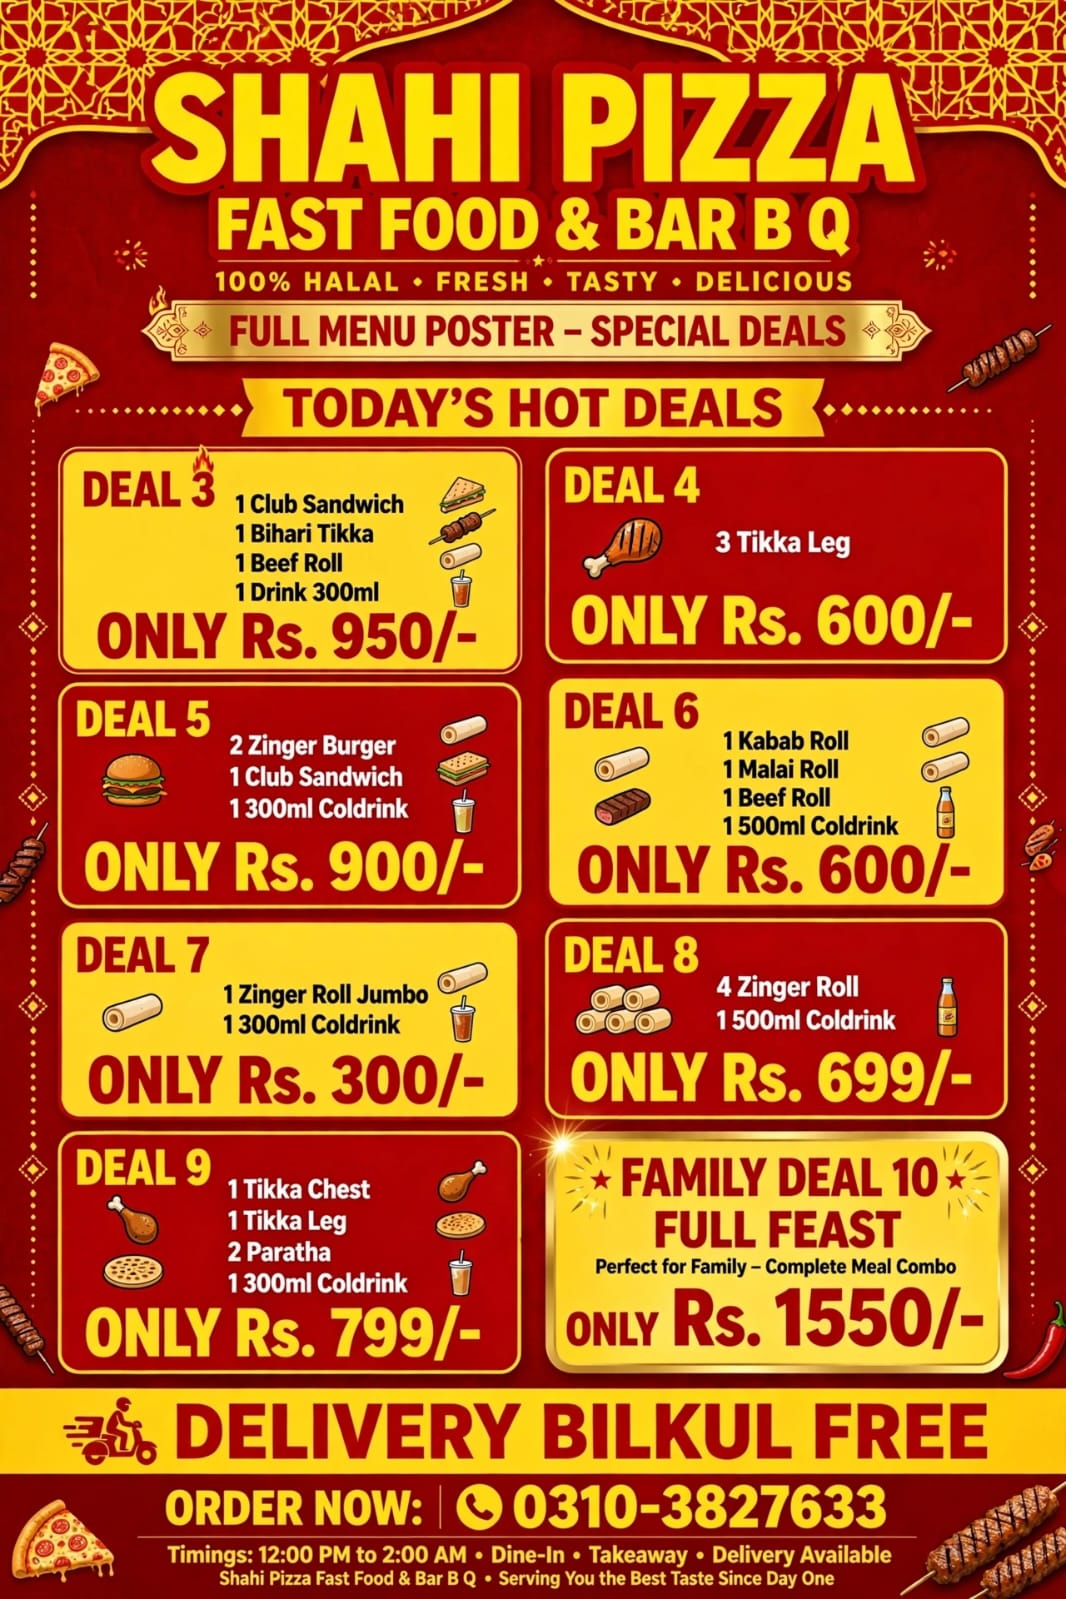 SHAHI PIZZA
FAST FOOD & BAR B Q
100% HALAL • FRESH • TASTY • DELICIOUS
FULL MENU POSTER – SPECIAL DEALS
TODAY'S HOT DEALS
DEAL 3
1 Club Sandwich
1 Bihari Tikka
1 Beef Roll
1 Drink 300ml
ONLY Rs. 950/-
DEAL 4
3 Tikka Leg
ONLY Rs. 600/-
DEAL 5
2 Zinger Burger
1 Club Sandwich
1 300ml Coldrink
ONLY Rs. 900/-
DEAL 6
1 Kabab Roll
1 Malai Roll
1 Beef Roll
1 500ml Coldrink
ONLY Rs. 600/-
DEAL 7
1 Zinger Roll Jumbo
1 300ml Coldrink
ONLY Rs. 300/-
DEAL 8
4 Zinger Roll
1 500ml Coldrink
ONLY Rs. 699/-
DEAL 9
1 Tikka Chest
1 Tikka Leg
2 Paratha
1 300ml Coldrink
ONLY Rs. 799/-
FAMILY DEAL 10
FULL FEAST
Perfect for Family – Complete Meal Combo
ONLY Rs. 1550/-
DELIVERY BILKUL FREE
ORDER NOW: 0310-3827633
Timings: 12:00 PM to 2:00 AM • Dine-In • Takeaway • Delivery Available
Shahi Pizza Fast Food & Bar B Q • Serving You the Best Taste Since Day One